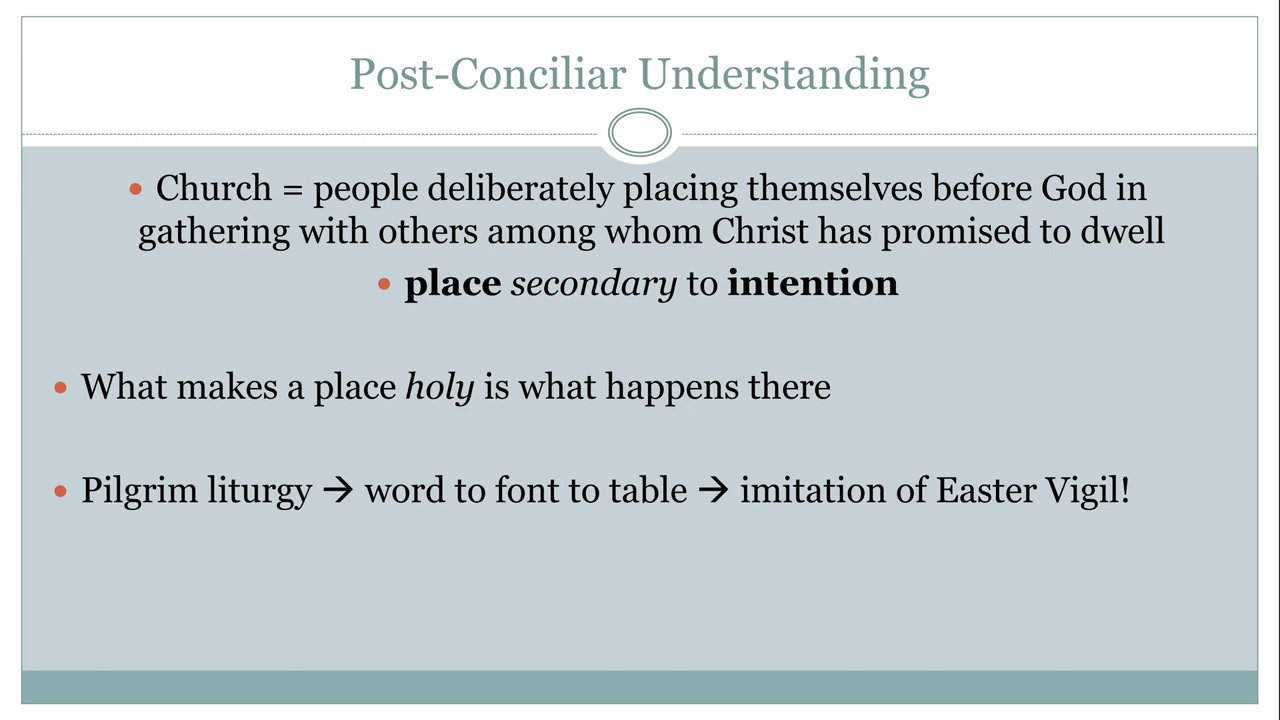 Post-Conciliar Understanding
• Church = people deliberately placing themselves before God in
gathering with others among whom Christ has promised to dwell
• place secondary to intention
• What makes a place holy is what happens there
• Pilgrim liturgy → word to font to table → imitation of Easter Vigil!